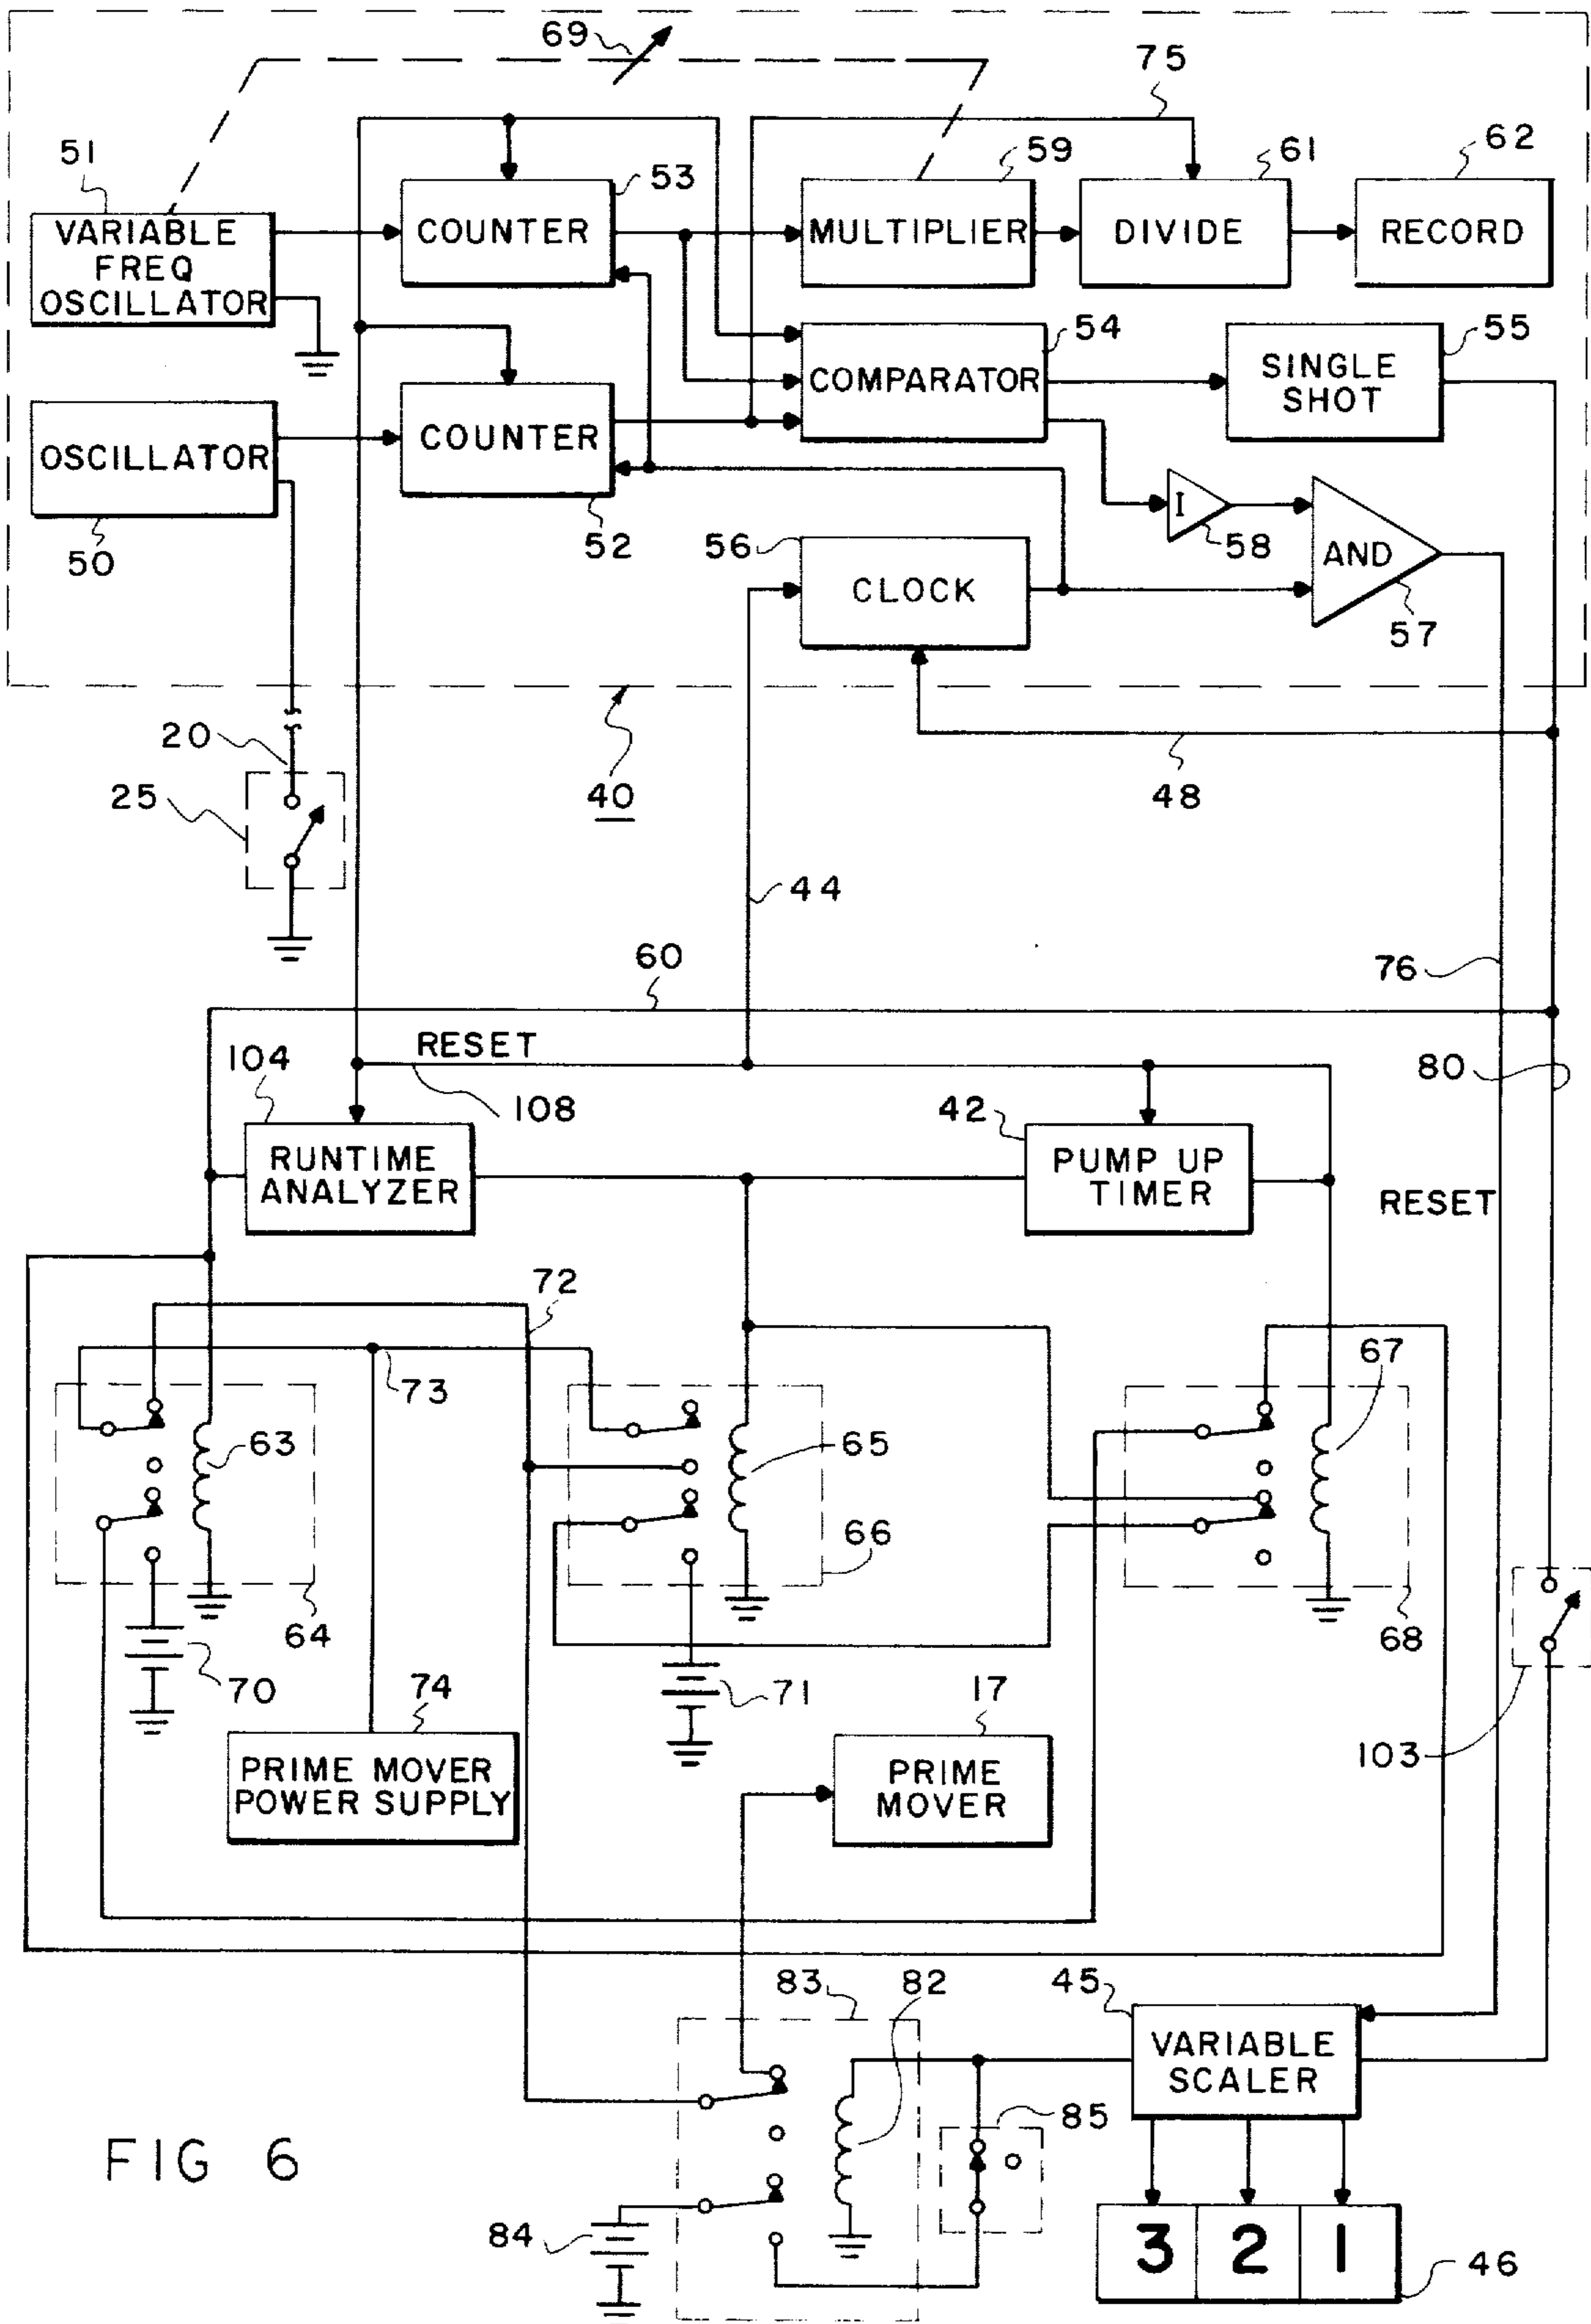 69
75
51
53
59
61
62
VARIABLE
FREQ
OSCILLATOR
COUNTER
MULTIPLIER
DIVIDE
RECORD
54
55
OSCILLATOR
COUNTER
COMPARATOR
SINGLE
SHOT
50
52
56
I
58
CLOCK
AND
57
20
25
40
48
44
60
76
RESET
104
108
42
80
RUNTIME
ANALYZER
PUMP UP
TIMER
RESET
72
73
67
63
65
66
64
68
70
74
71
17
103
PRIME MOVER
POWER SUPPLY
PRIME
MOVER
83
82
45
VARIABLE
SCALER
85
FIG 6
84
3
2
1
46